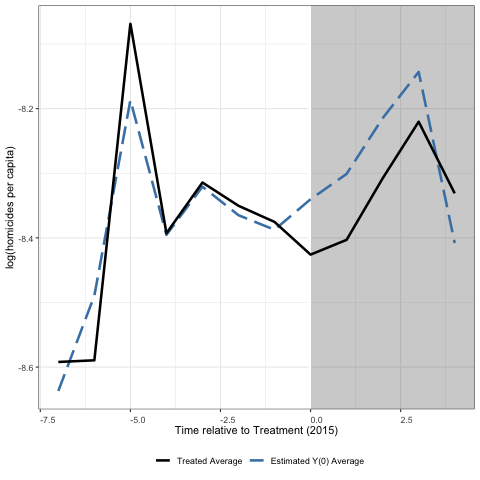 log(homicides per capita)
-8.2
-8.4
-8.6
-7.5 -5.0 -2.5 0.0 2.5
Time relative to Treatment (2015)
Treated Average Estimated Y(0) Average